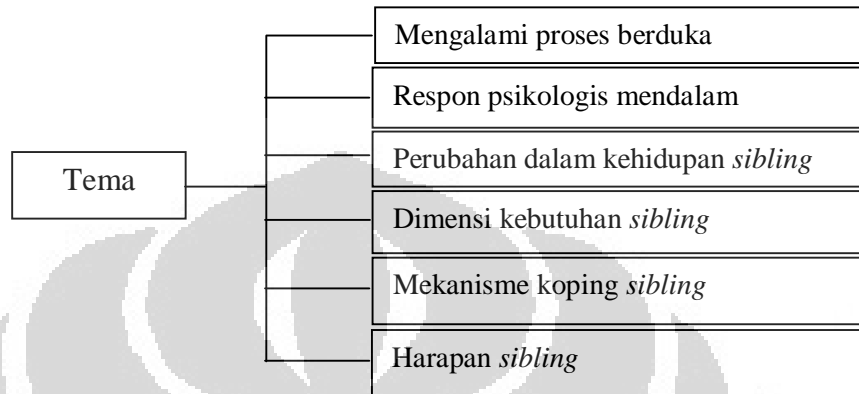 Mengalami proses berduka
Respon psikologis mendalam
Perubahan dalam kehidupan sibling
Tema
Dimensi kebutuhan sibling
Mekanisme koping sibling
Harapan sibling